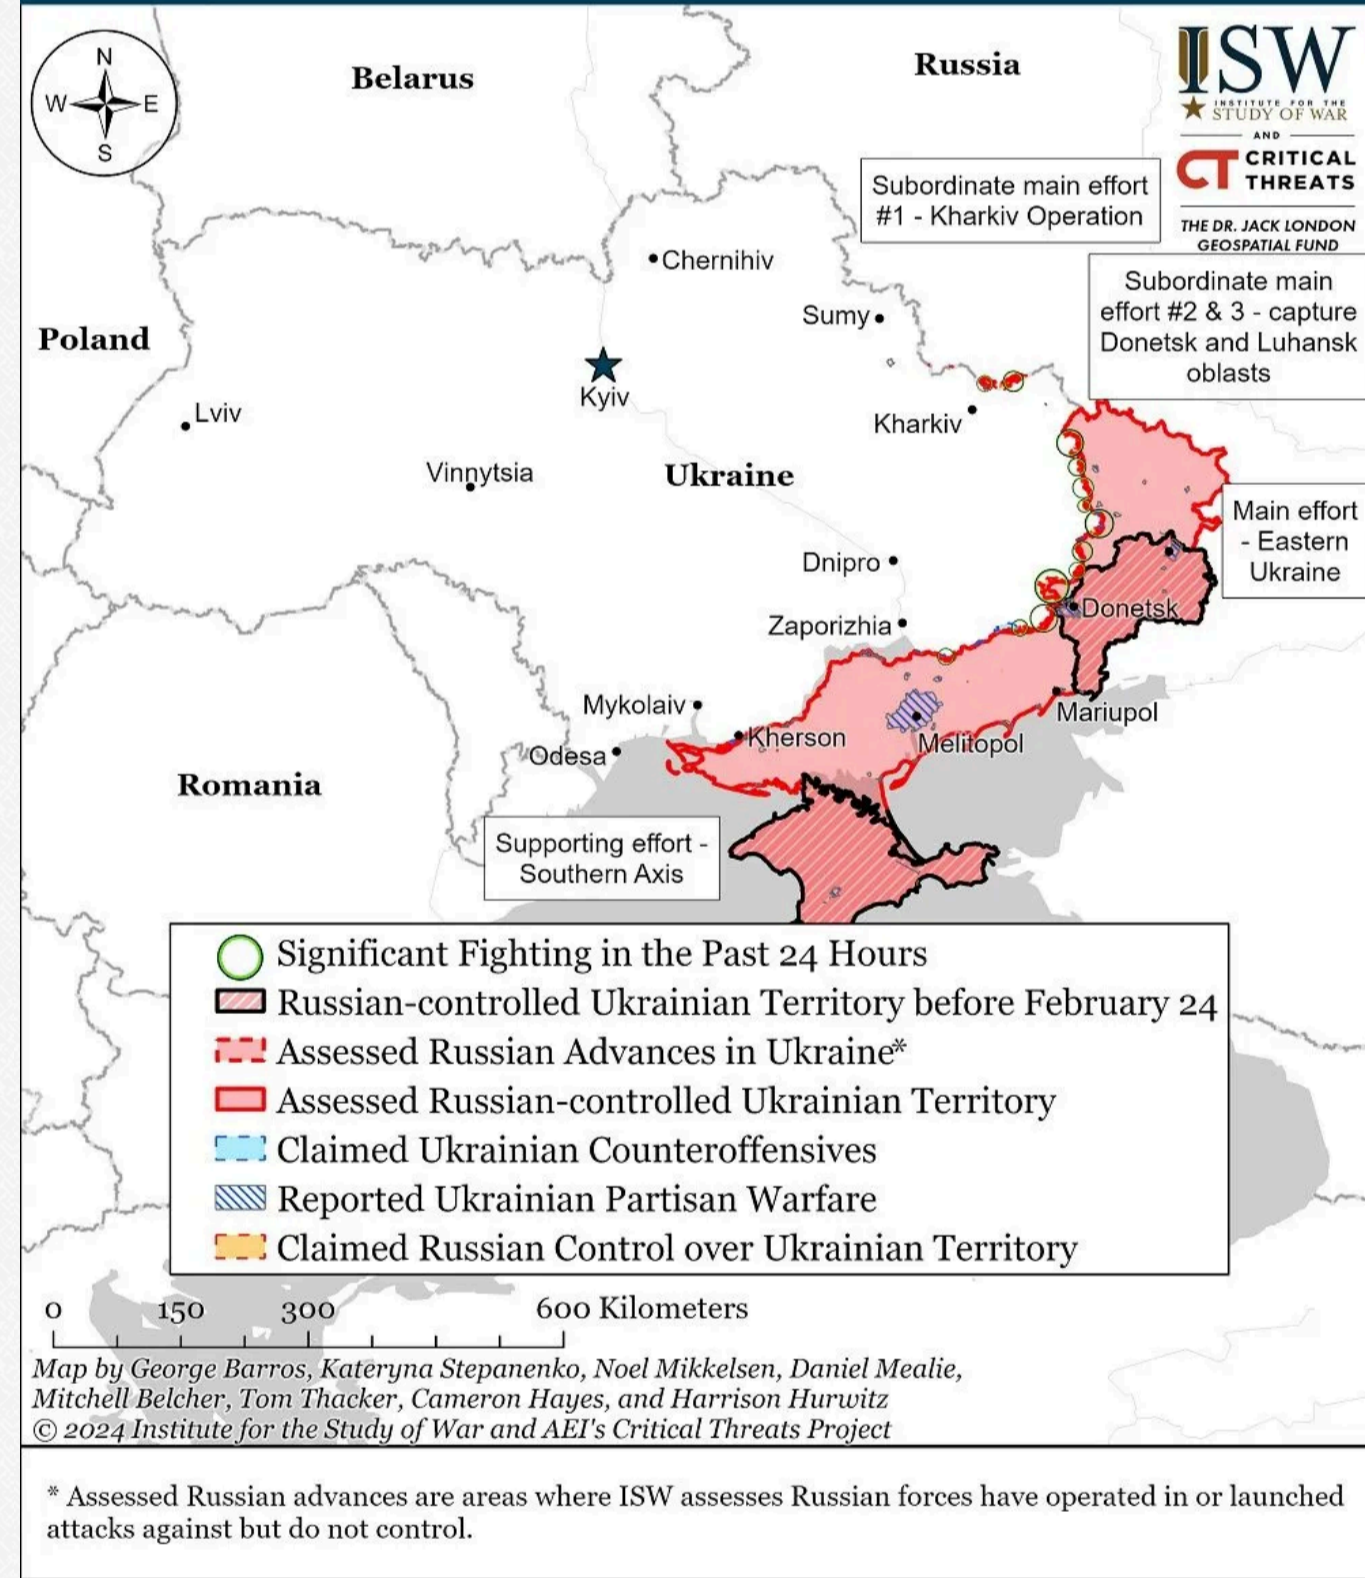 N
W E
S
Belarus
Russia
ISW
INSTITUTE FOR THE
STUDY OF WAR
AND
CT CRITICAL
THREATS
THE DR. JACK LONDON
GEOSPATIAL FUND
Subordinate main effort
#1 - Kharkiv Operation
Subordinate main
effort #2 & 3 - capture
Donetsk and Luhansk
oblasts
Chernihiv
Sumy
Poland
Kyiv
Lviv
Kharkiv
Vinnytsia
Ukraine
Main effort
- Eastern
Ukraine
Dnipro
Donetsk
Zaporizhia
Mykolaiv
Mariupol
Kherson
Melitopol
Odesa
Romania
Supporting effort -
Southern Axis
Significant Fighting in the Past 24 Hours
Russian-controlled Ukrainian Territory before February 24
Assessed Russian Advances in Ukraine*
Assessed Russian-controlled Ukrainian Territory
Claimed Ukrainian Counteroffensives
Reported Ukrainian Partisan Warfare
Claimed Russian Control over Ukrainian Territory
0 150 300 600 Kilometers
Map by George Barros, Kateryna Stepanenko, Noel Mikkelsen, Daniel Mealie,
Mitchell Belcher, Tom Thacker, Cameron Hayes, and Harrison Hurwitz
© 2024 Institute for the Study of War and AEI's Critical Threats Project
* Assessed Russian advances are areas where ISW assesses Russian forces have operated in or launched
attacks against but do not control.